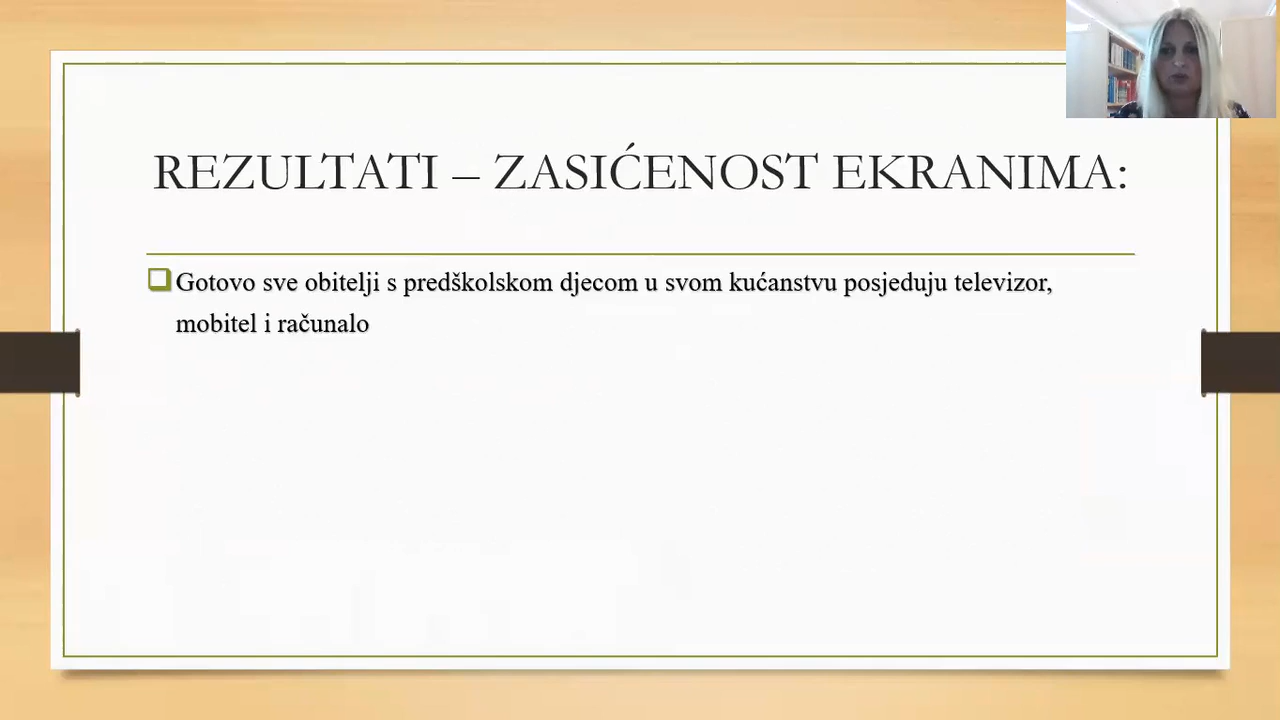 REZULTATI – ZASIĆENOST EKRANIMA:
Gotovo sve obitelji s predškolskom djecom u svom kućanstvu posjeduju televizor,
mobitel i računalo